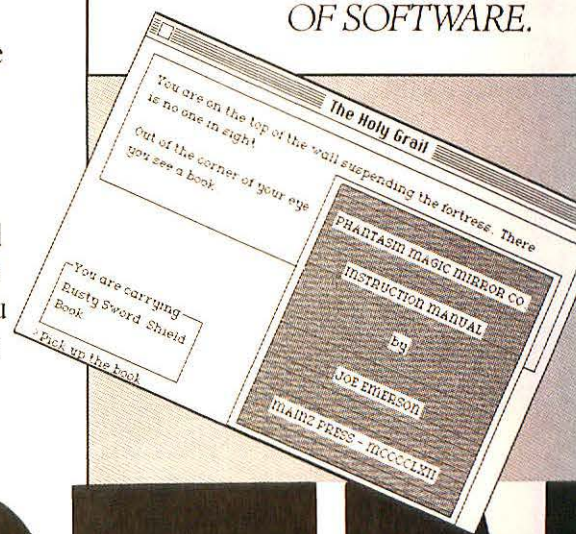 OF SOFTWARE.
The Holy Grail
You are on the top of the wall suspending the fortress. There
is no one in sight.
Out of the corner of your eye
you see a book
You are carrying
Rusty Sword Shield
Book
>Pick up the book
PHANTASM MAGIC MIRROR CO.
INSTRUCTION MANUAL
by
JOE EMERSON
MAINZ PRESS - MCCCCLXII